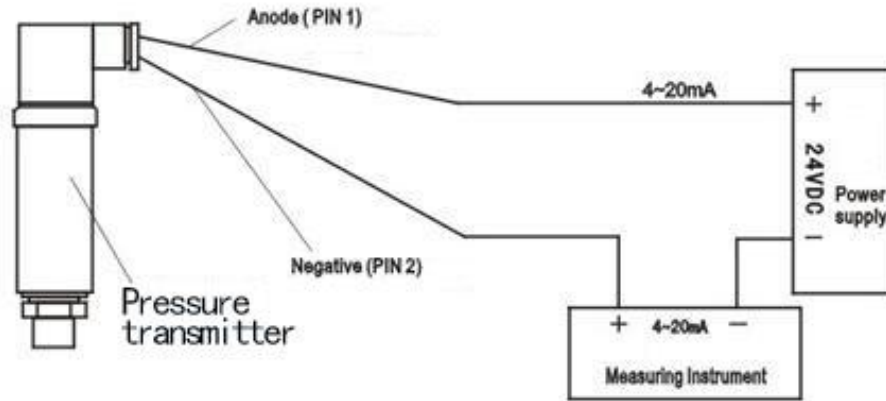 Anode ( PIN 1)
4~20mA
+
24VDC
Power
supply
−
Negative (PIN 2)
Pressure
transmitter
+ 4~20mA −
Measuring Instrument